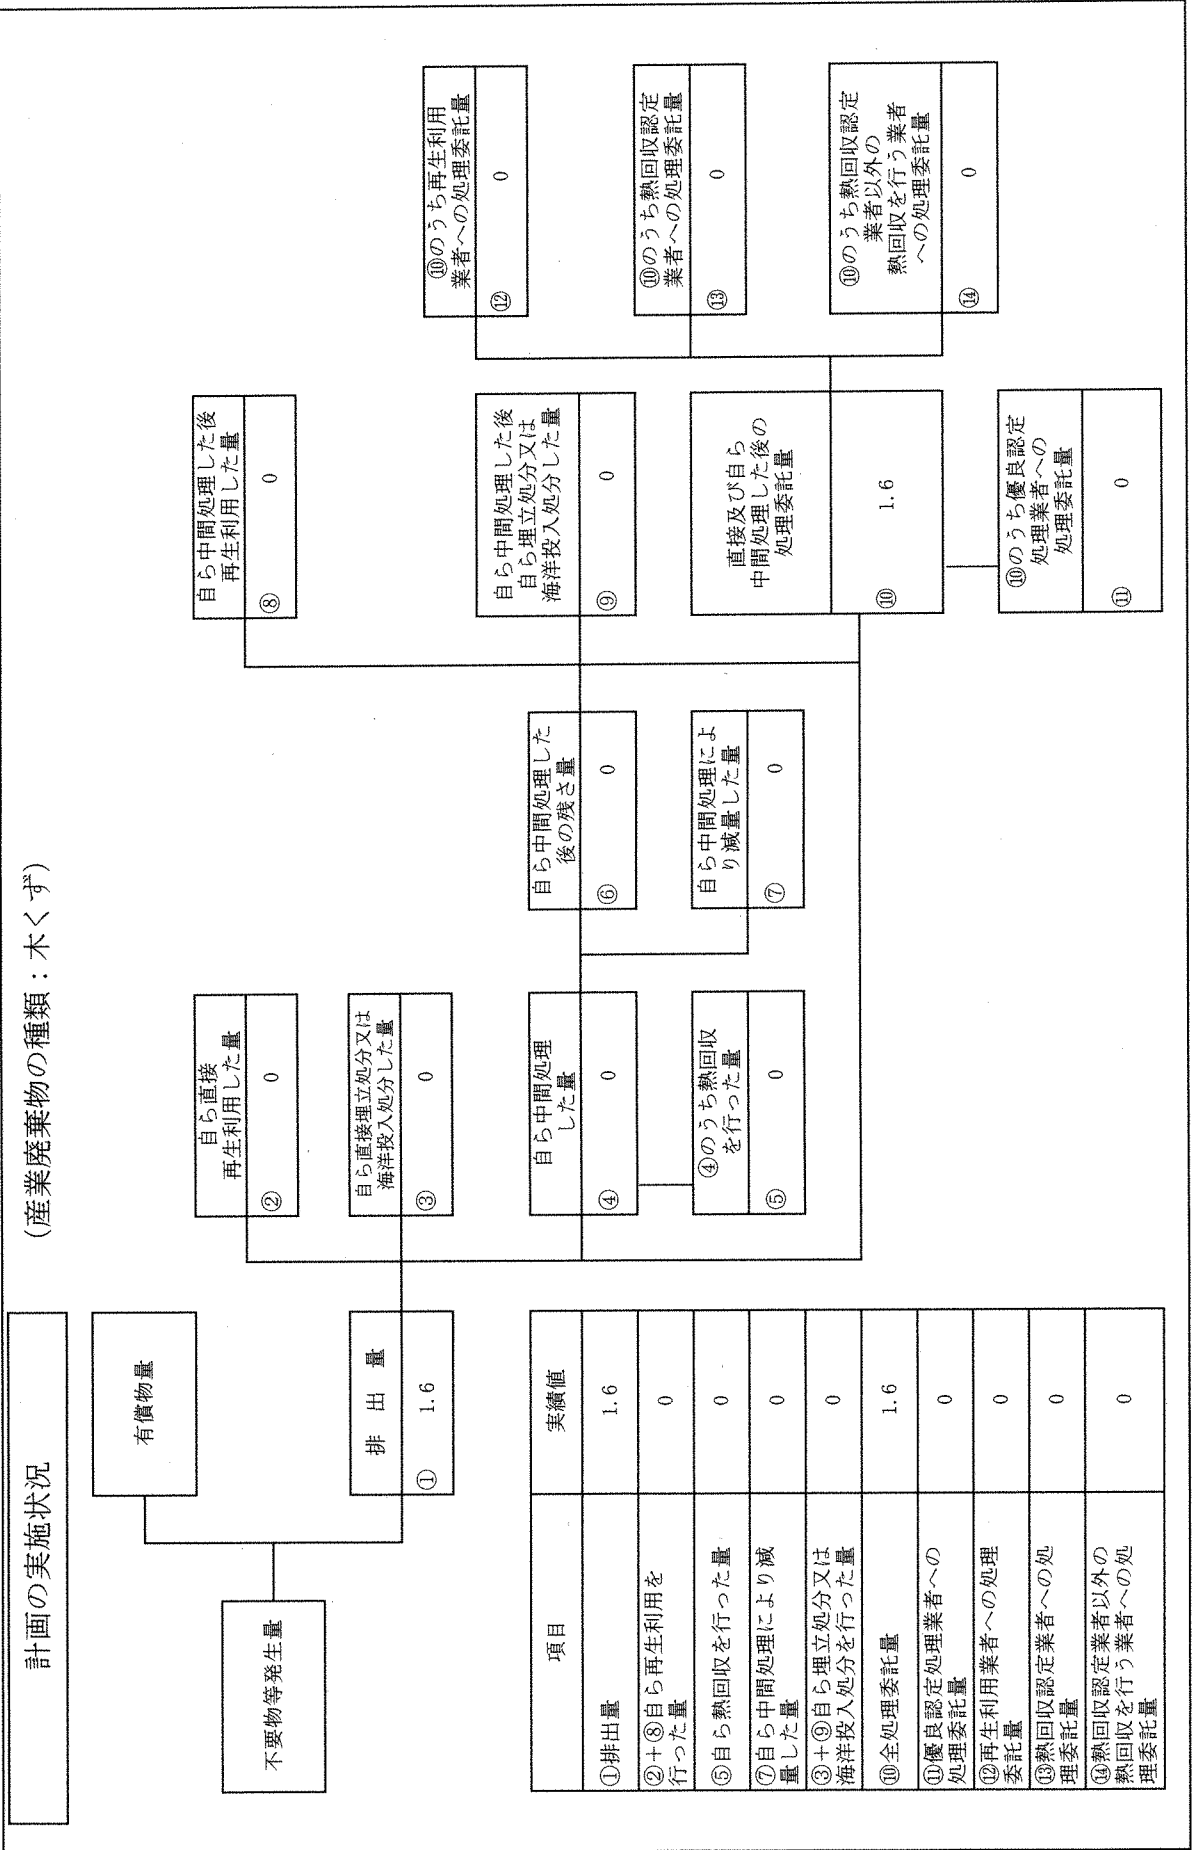 計画の実施状況
(産業廃棄物の種類：木くず)
有償物量
不要物等発生量
排　出　量
① 1.6
自ら直接
再生利用した量
② 0
自ら直接埋立処分又は
海洋投入処分した量
③ 0
自ら中間処理
した量
④ 0
④のうち熱回収
を行った量
⑤ 0
自ら中間処理した
後の残さ量
⑥ 0
自ら中間処理によ
り減量した量
⑦ 0
自ら中間処理した後
再生利用した量
⑧ 0
自ら中間処理した後
自ら埋立処分又は
海洋投入処分した量
⑨ 0
直接及び自ら
中間処理した後の
処理委託量
⑩ 1.6
⑩のうち優良認定
処理業者への
処理委託量
⑪ 0
⑩のうち再生利用
業者への処理委託量
⑫ 0
⑩のうち熱回収認定
業者への処理委託量
⑬ 0
⑩のうち熱回収認定
業者以外の
熱回収を行う業者
への処理委託量
⑭ 0
項目 実績値
①排出量 1.6
②+⑧自ら再生利用を
行った量 0
⑤自ら熱回収を行った量 0
⑦自ら中間処理により減
量した量 0
③+⑨自ら埋立処分又は
海洋投入処分を行った量 0
⑩全処理委託量 1.6
⑪優良認定処理業者への
処理委託量 0
⑫再生利用業者への処理
委託量 0
⑬熱回収認定業者への処
理委託量 0
⑭熱回収認定業者以外の
熱回収を行う業者への処
理委託量 0